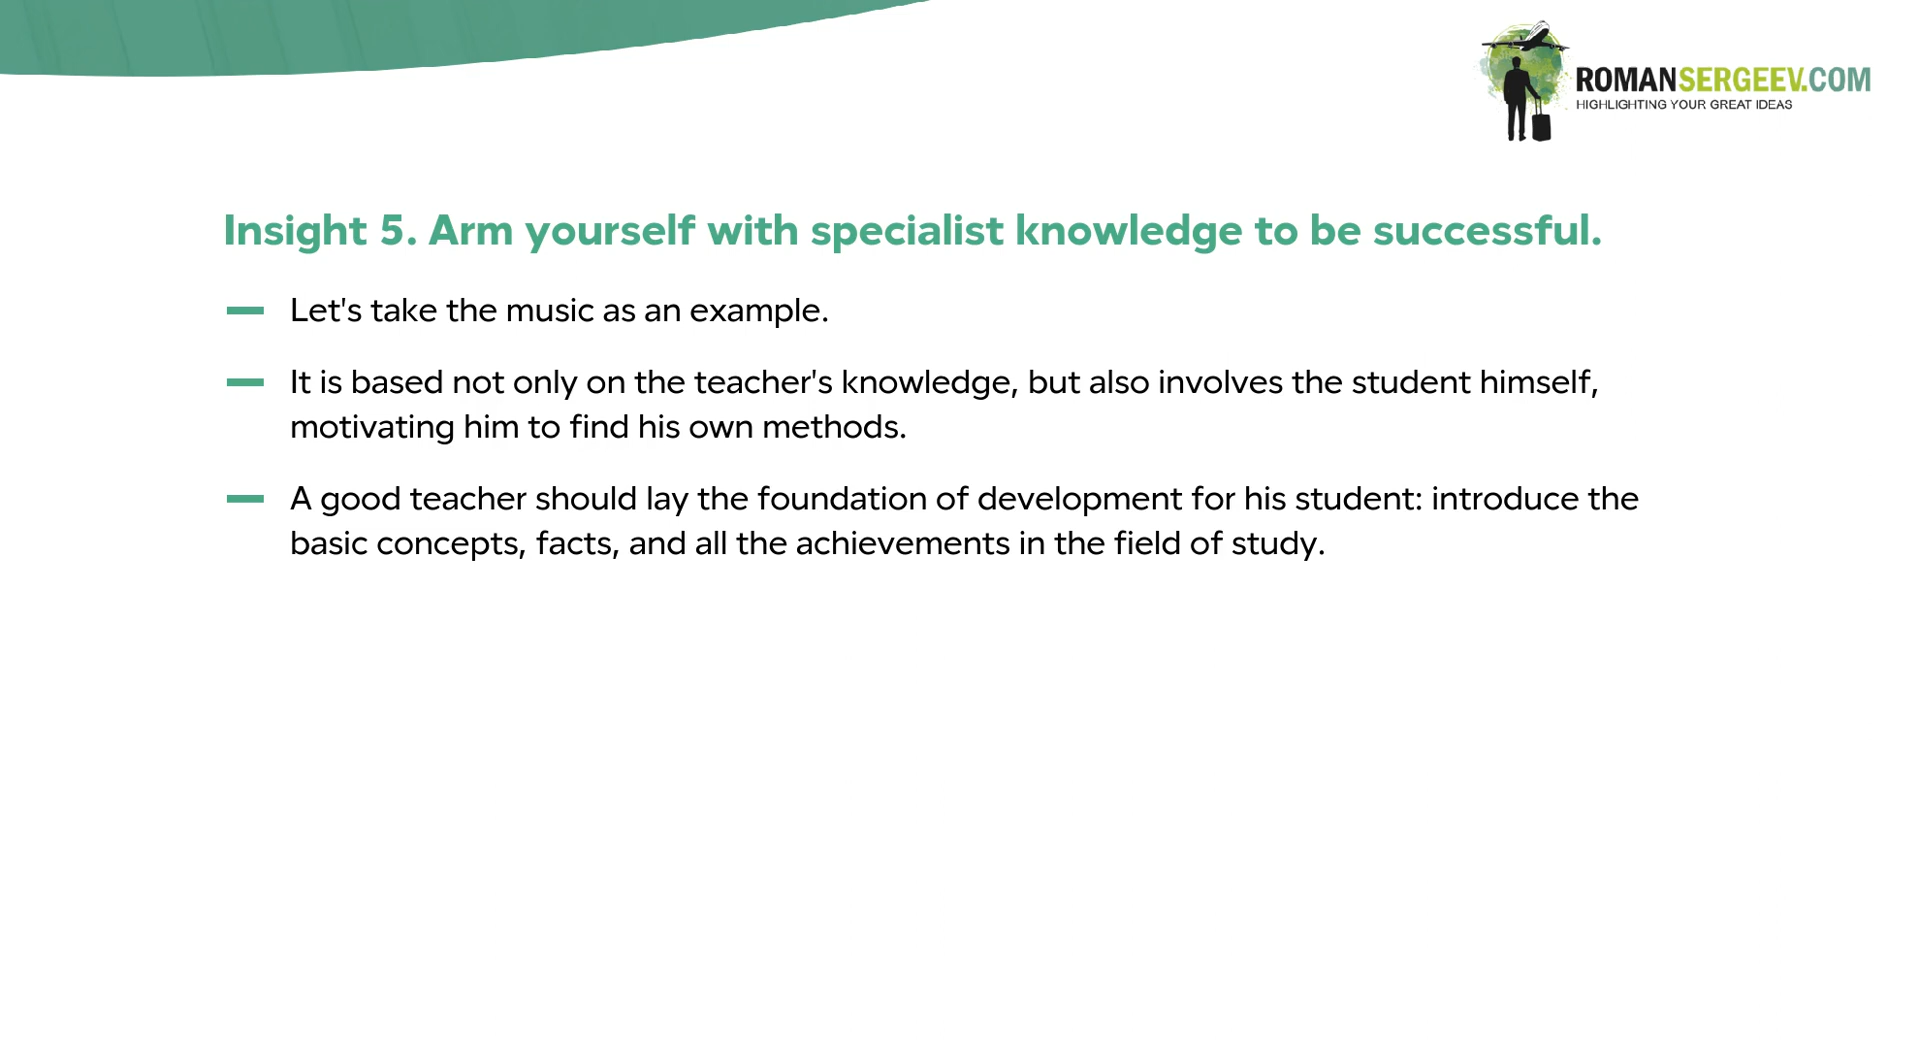 ROMANSERGEEV.COM
HIGHLIGHTING YOUR GREAT IDEAS
Insight 5. Arm yourself with specialist knowledge to be successful.
Let's take the music as an example.
It is based not only on the teacher's knowledge, but also involves the student himself,
motivating him to find his own methods.
A good teacher should lay the foundation of development for his student: introduce the
basic concepts, facts, and all the achievements in the field of study.